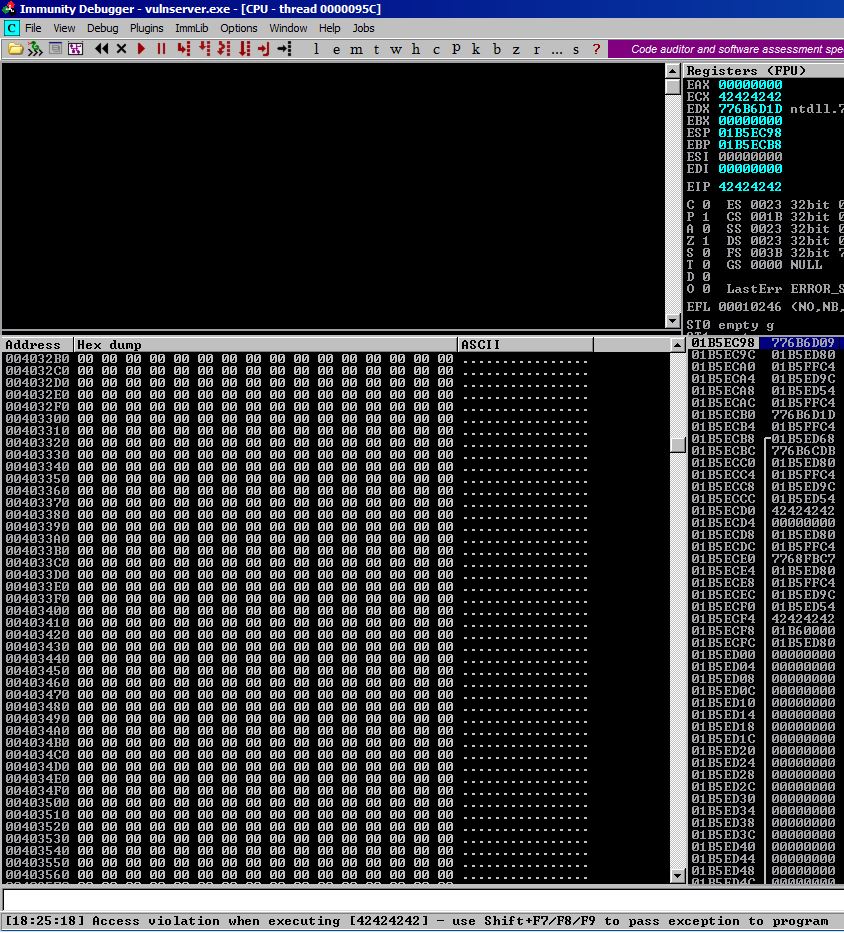 Immunity Debugger - vulnserver.exe - [CPU - thread 0000095C]
C File View Debug Plugins ImmLib Options Window Help Jobs
l e m t w h c P k b z r ... s ? Code auditor and software assessment spe
Registers (FPU)
EAX 00000000
ECX 42424242
EDX 776B6D1D ntdll.7
EBX 00000000
ESP 01B5EC98
EBP 01B5ECB8
ESI 00000000
EDI 00000000
EIP 42424242
C 0 ES 0023 32bit 0
P 1 CS 001B 32bit 0
A 0 SS 0023 32bit 0
Z 1 DS 0023 32bit 0
S 0 FS 003B 32bit 7
T 0 GS 0000 NULL
D 0
O 0 LastErr ERROR_S
EFL 00010246 (NO,NB,
ST0 empty g
Address Hex dump ASCII
004032B0 00 00 00 00 00 00 00 00 00 00 00 00 00 00 00 00 ................
004032C0 00 00 00 00 00 00 00 00 00 00 00 00 00 00 00 00 ................
004032D0 00 00 00 00 00 00 00 00 00 00 00 00 00 00 00 00 ................
004032E0 00 00 00 00 00 00 00 00 00 00 00 00 00 00 00 00 ................
004032F0 00 00 00 00 00 00 00 00 00 00 00 00 00 00 00 00 ................
00403300 00 00 00 00 00 00 00 00 00 00 00 00 00 00 00 00 ................
00403310 00 00 00 00 00 00 00 00 00 00 00 00 00 00 00 00 ................
00403320 00 00 00 00 00 00 00 00 00 00 00 00 00 00 00 00 ................
00403330 00 00 00 00 00 00 00 00 00 00 00 00 00 00 00 00 ................
00403340 00 00 00 00 00 00 00 00 00 00 00 00 00 00 00 00 ................
00403350 00 00 00 00 00 00 00 00 00 00 00 00 00 00 00 00 ................
00403360 00 00 00 00 00 00 00 00 00 00 00 00 00 00 00 00 ................
00403370 00 00 00 00 00 00 00 00 00 00 00 00 00 00 00 00 ................
00403380 00 00 00 00 00 00 00 00 00 00 00 00 00 00 00 00 ................
00403390 00 00 00 00 00 00 00 00 00 00 00 00 00 00 00 00 ................
004033A0 00 00 00 00 00 00 00 00 00 00 00 00 00 00 00 00 ................
004033B0 00 00 00 00 00 00 00 00 00 00 00 00 00 00 00 00 ................
004033C0 00 00 00 00 00 00 00 00 00 00 00 00 00 00 00 00 ................
004033D0 00 00 00 00 00 00 00 00 00 00 00 00 00 00 00 00 ................
004033E0 00 00 00 00 00 00 00 00 00 00 00 00 00 00 00 00 ................
004033F0 00 00 00 00 00 00 00 00 00 00 00 00 00 00 00 00 ................
00403400 00 00 00 00 00 00 00 00 00 00 00 00 00 00 00 00 ................
00403410 00 00 00 00 00 00 00 00 00 00 00 00 00 00 00 00 ................
00403420 00 00 00 00 00 00 00 00 00 00 00 00 00 00 00 00 ................
00403430 00 00 00 00 00 00 00 00 00 00 00 00 00 00 00 00 ................
00403440 00 00 00 00 00 00 00 00 00 00 00 00 00 00 00 00 ................
00403450 00 00 00 00 00 00 00 00 00 00 00 00 00 00 00 00 ................
00403460 00 00 00 00 00 00 00 00 00 00 00 00 00 00 00 00 ................
00403470 00 00 00 00 00 00 00 00 00 00 00 00 00 00 00 00 ................
00403480 00 00 00 00 00 00 00 00 00 00 00 00 00 00 00 00 ................
00403490 00 00 00 00 00 00 00 00 00 00 00 00 00 00 00 00 ................
004034A0 00 00 00 00 00 00 00 00 00 00 00 00 00 00 00 00 ................
004034B0 00 00 00 00 00 00 00 00 00 00 00 00 00 00 00 00 ................
004034C0 00 00 00 00 00 00 00 00 00 00 00 00 00 00 00 00 ................
004034D0 00 00 00 00 00 00 00 00 00 00 00 00 00 00 00 00 ................
004034E0 00 00 00 00 00 00 00 00 00 00 00 00 00 00 00 00 ................
004034F0 00 00 00 00 00 00 00 00 00 00 00 00 00 00 00 00 ................
00403500 00 00 00 00 00 00 00 00 00 00 00 00 00 00 00 00 ................
00403510 00 00 00 00 00 00 00 00 00 00 00 00 00 00 00 00 ................
00403520 00 00 00 00 00 00 00 00 00 00 00 00 00 00 00 00 ................
00403530 00 00 00 00 00 00 00 00 00 00 00 00 00 00 00 00 ................
00403540 00 00 00 00 00 00 00 00 00 00 00 00 00 00 00 00 ................
00403550 00 00 00 00 00 00 00 00 00 00 00 00 00 00 00 00 ................
00403560 00 00 00 00 00 00 00 00 00 00 00 00 00 00 00 00 ................
01B5EC98 776B6D09
01B5EC9C 01B5ED80
01B5ECA0 01B5FFC4
01B5ECA4 01B5ED9C
01B5ECA8 01B5ED54
01B5ECAC 01B5FFC4
01B5ECB0 776B6D1D
01B5ECB4 01B5FFC4
01B5ECB8 01B5ED68
01B5ECBC 776B6CDB
01B5ECC0 01B5ED80
01B5ECC4 01B5FFC4
01B5ECC8 01B5ED9C
01B5ECCC 01B5ED54
01B5ECD0 42424242
01B5ECD4 00000000
01B5ECD8 01B5ED80
01B5ECDC 01B5FFC4
01B5ECE0 7768FBC7
01B5ECE4 01B5ED80
01B5ECE8 01B5FFC4
01B5ECEC 01B5ED9C
01B5ECF0 01B5ED54
01B5ECF4 42424242
01B5ECF8 01B60000
01B5ECFC 01B5ED80
01B5ED00 00000000
01B5ED04 00000000
01B5ED08 00000000
01B5ED0C 00000000
01B5ED10 00000000
01B5ED14 00000000
01B5ED18 00000000
01B5ED1C 00000000
01B5ED20 00000000
01B5ED24 00000000
01B5ED28 00000000
01B5ED2C 00000000
01B5ED30 00000000
01B5ED34 00000000
01B5ED38 00000000
01B5ED3C 00000000
01B5ED40 00000000
01B5ED44 00000000
01B5ED48 00000000
01B5ED4C 00000000
[18:25:18] Access violation when executing [42424242] - use Shift+F7/F8/F9 to pass exception to program